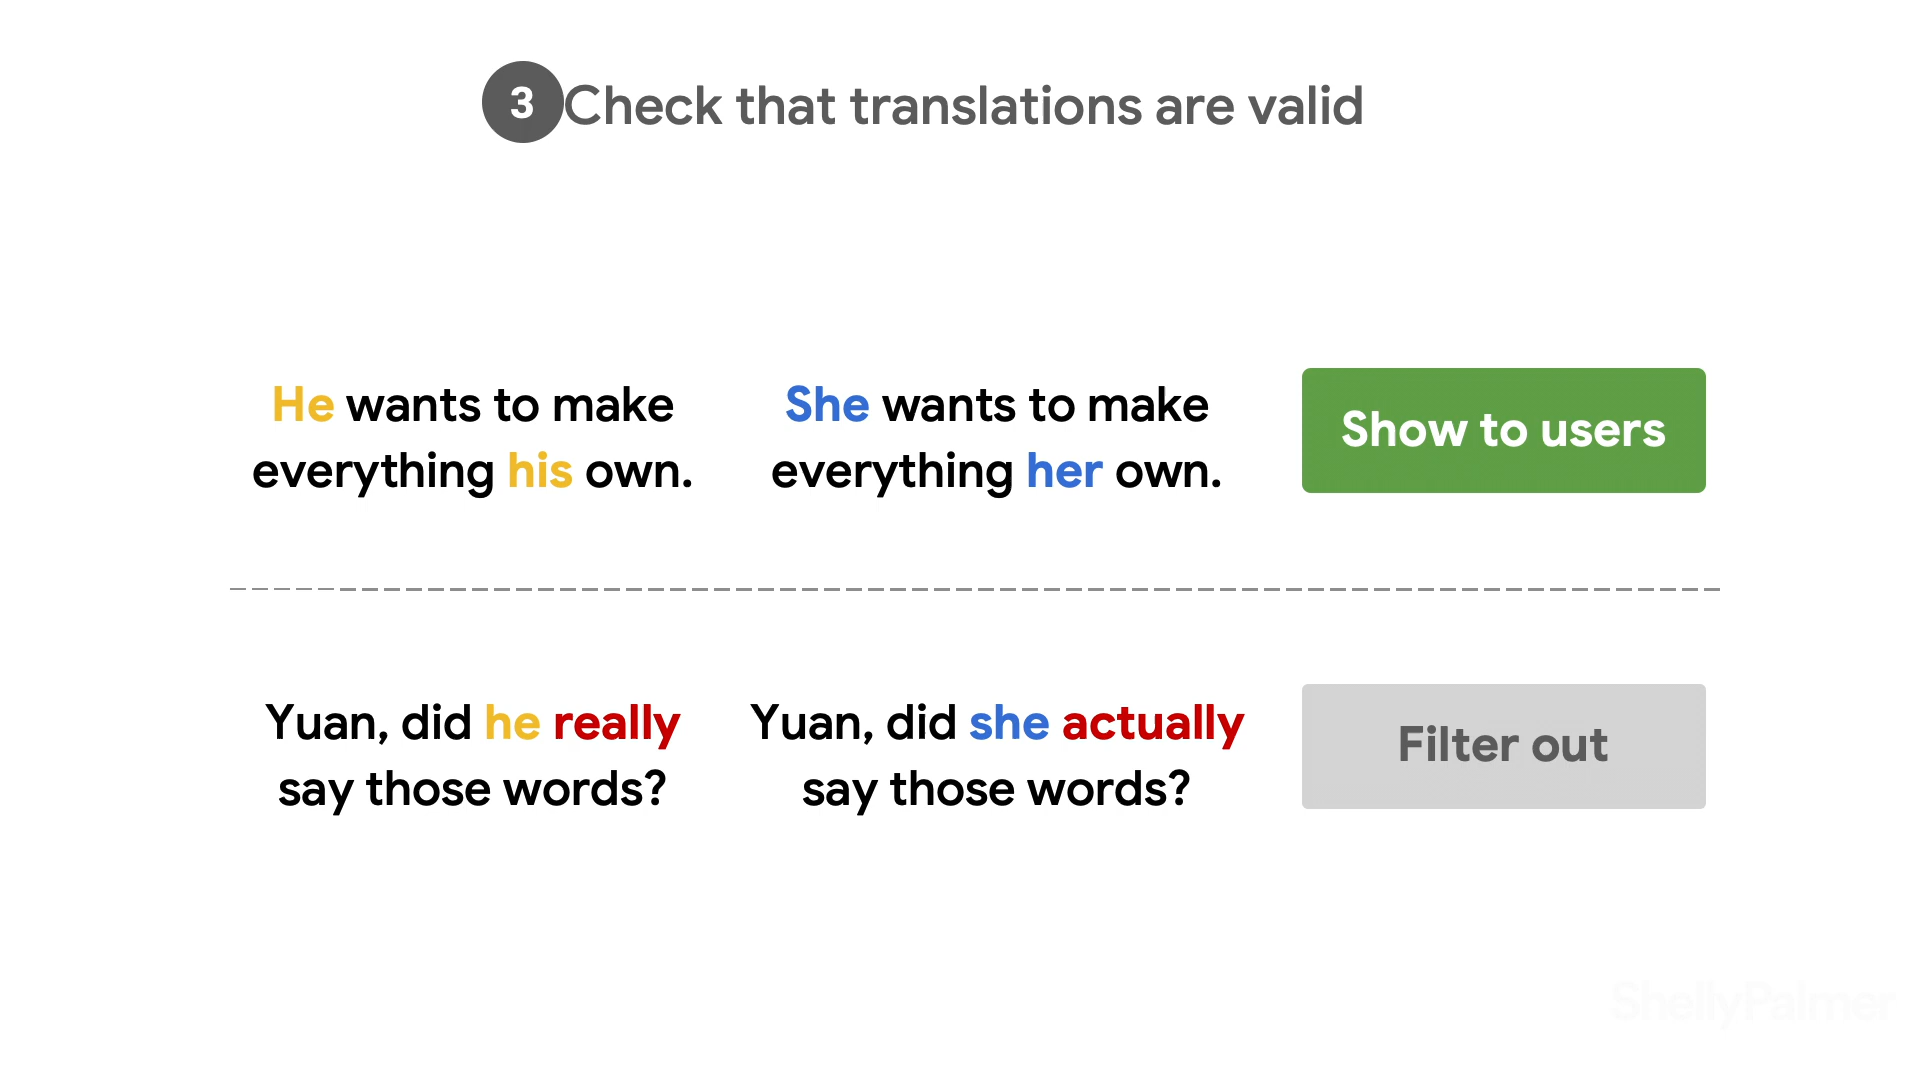 3 Check that translations are valid
He wants to make
everything his own.
She wants to make
everything her own.
Show to users
Yuan, did he really
say those words?
Yuan, did she actually
say those words?
Filter out
ShellyPalmer